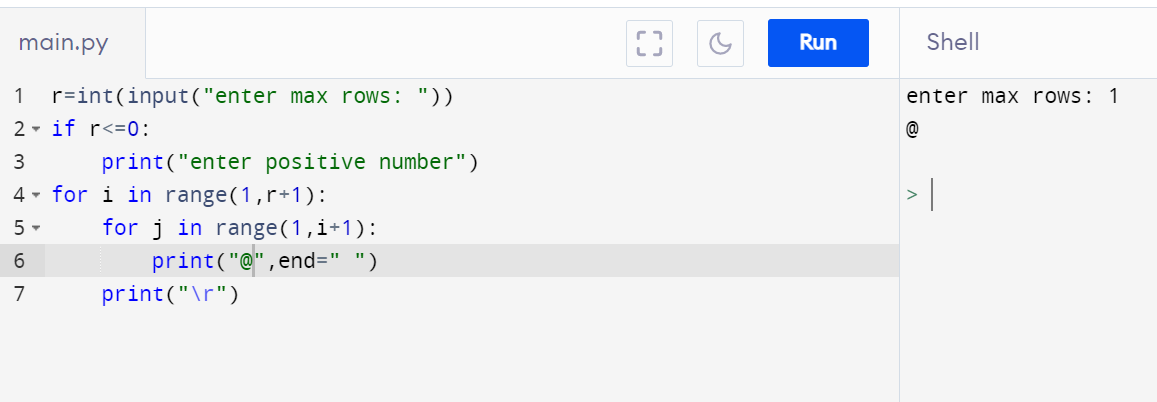 main.py
Run
Shell
1 r=int(input("enter max rows: "))
2 if r<=0:
3     print("enter positive number")
4 for i in range(1,r+1):
5     for j in range(1,i+1):
6         print("@",end=" ")
7     print("\r")
enter max rows: 1
@
>